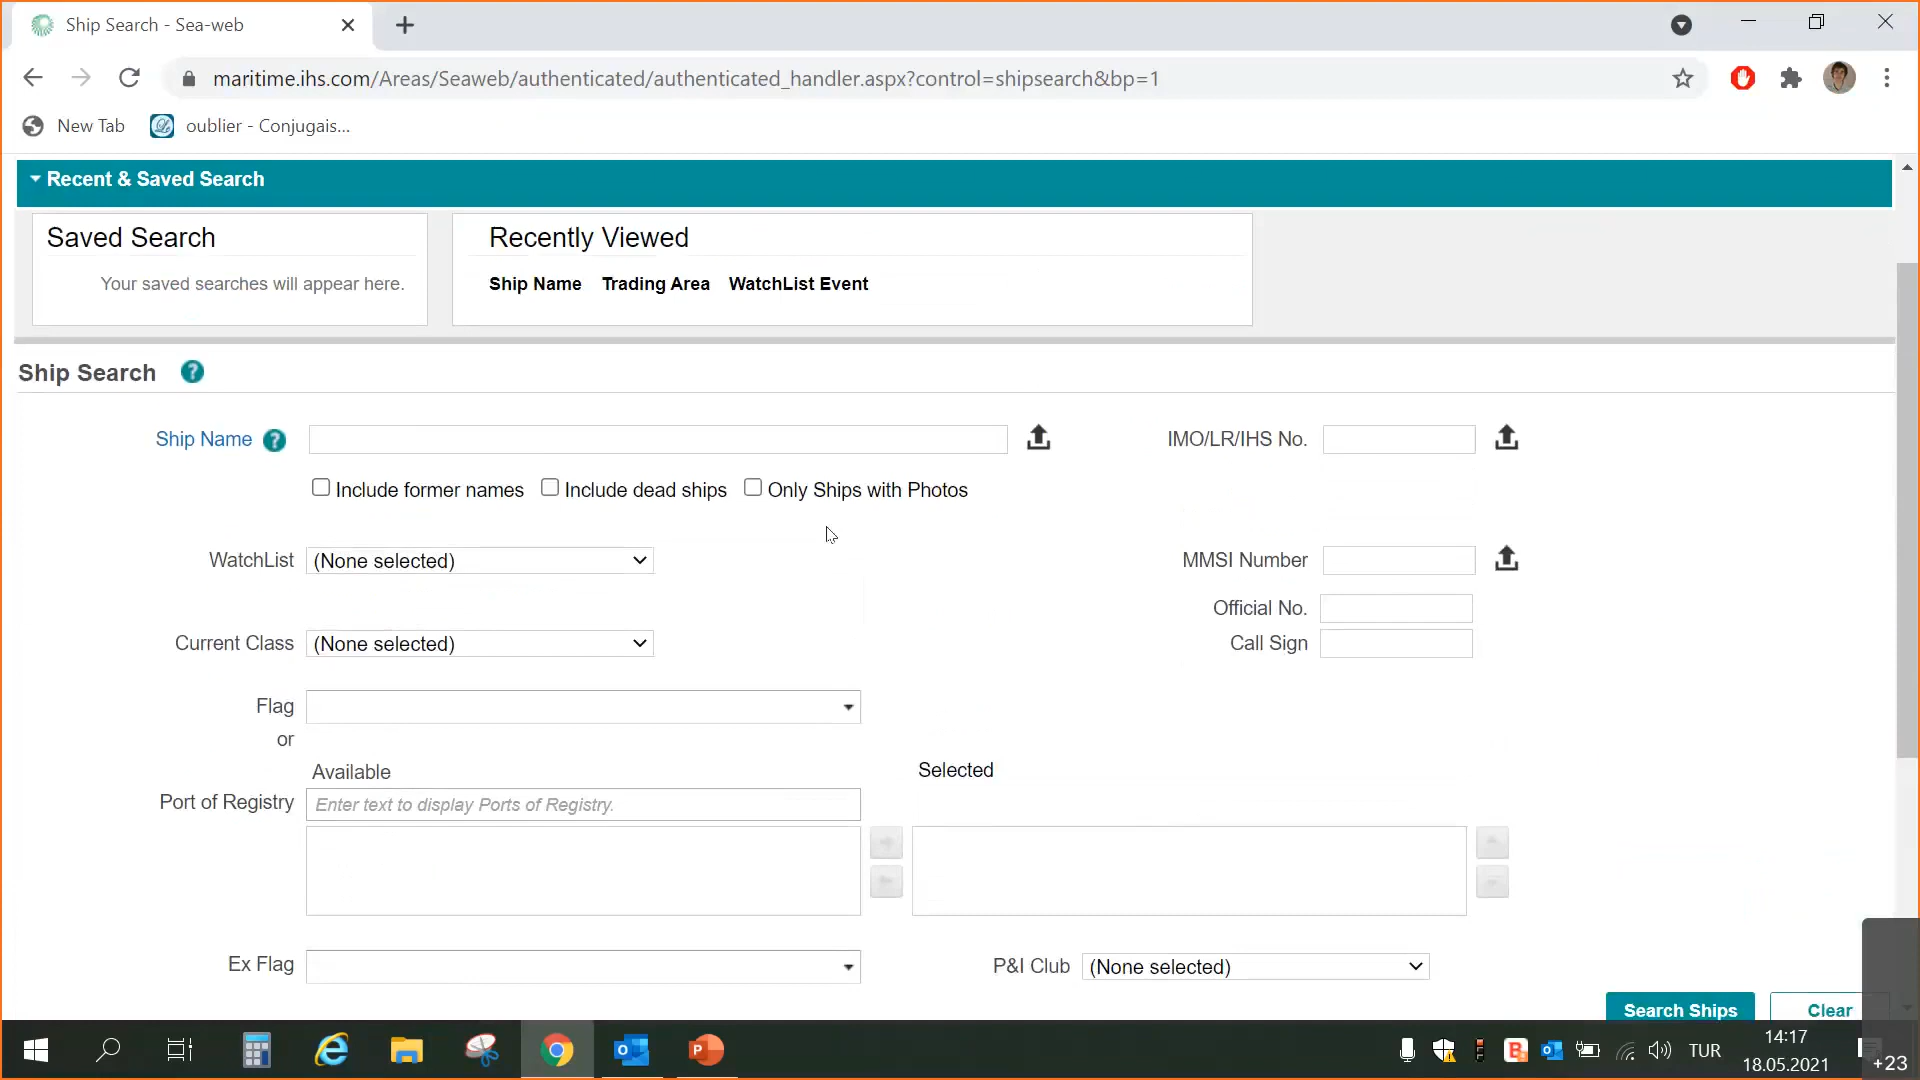 Ship Search - Sea-web
maritime.ihs.com/Areas/Seaweb/authenticated/authenticated_handler.aspx?control=shipsearch&bp=1
New Tab oublier - Conjugais...
Recent & Saved Search
Saved Search
Your saved searches will appear here.
Recently Viewed
Ship Name Trading Area WatchList Event
Ship Search ?
Ship Name ?
IMO/LR/IHS No.
Include former names Include dead ships Only Ships with Photos
WatchList (None selected)
MMSI Number
Official No.
Current Class (None selected)
Call Sign
Flag
or
Available
Selected
Port of Registry Enter text to display Ports of Registry.
Ex Flag
P&I Club (None selected)
Search Ships Clear
TUR
14:17
18.05.2021
+23